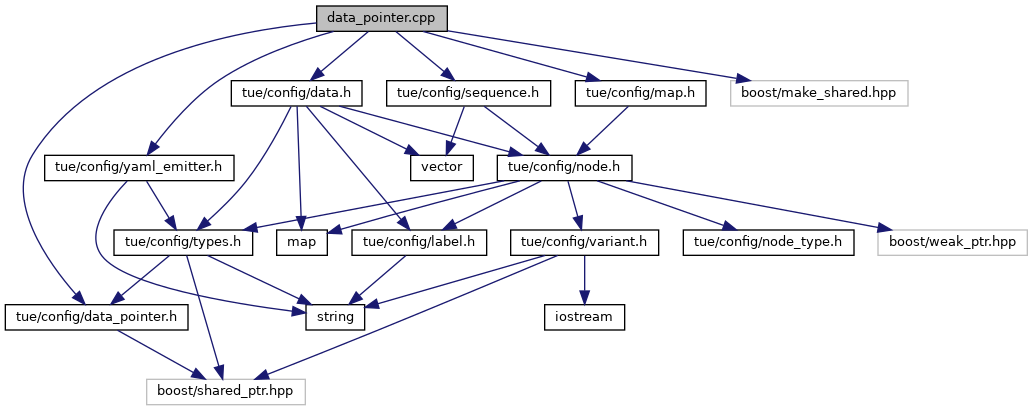 data_pointer.cpp
tue/config/data.h
tue/config/sequence.h
tue/config/map.h
boost/make_shared.hpp
tue/config/yaml_emitter.h
vector
tue/config/node.h
tue/config/types.h
map
tue/config/label.h
tue/config/variant.h
tue/config/node_type.h
boost/weak_ptr.hpp
tue/config/data_pointer.h
string
iostream
boost/shared_ptr.hpp